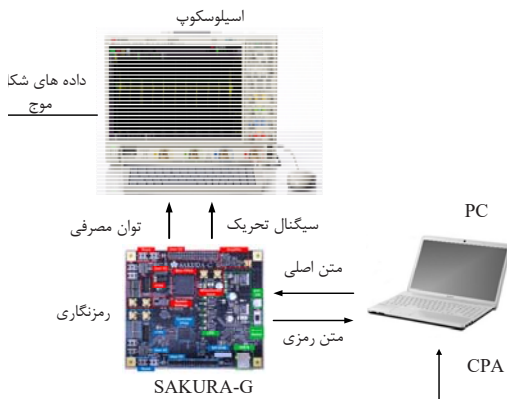 اسیلوسکوپ
داده های شکل
موج
توان مصرفی
سیگنال تحریک
PC
متن اصلی
رمزنگاری
متن رمزی
SAKURA-G
CPA